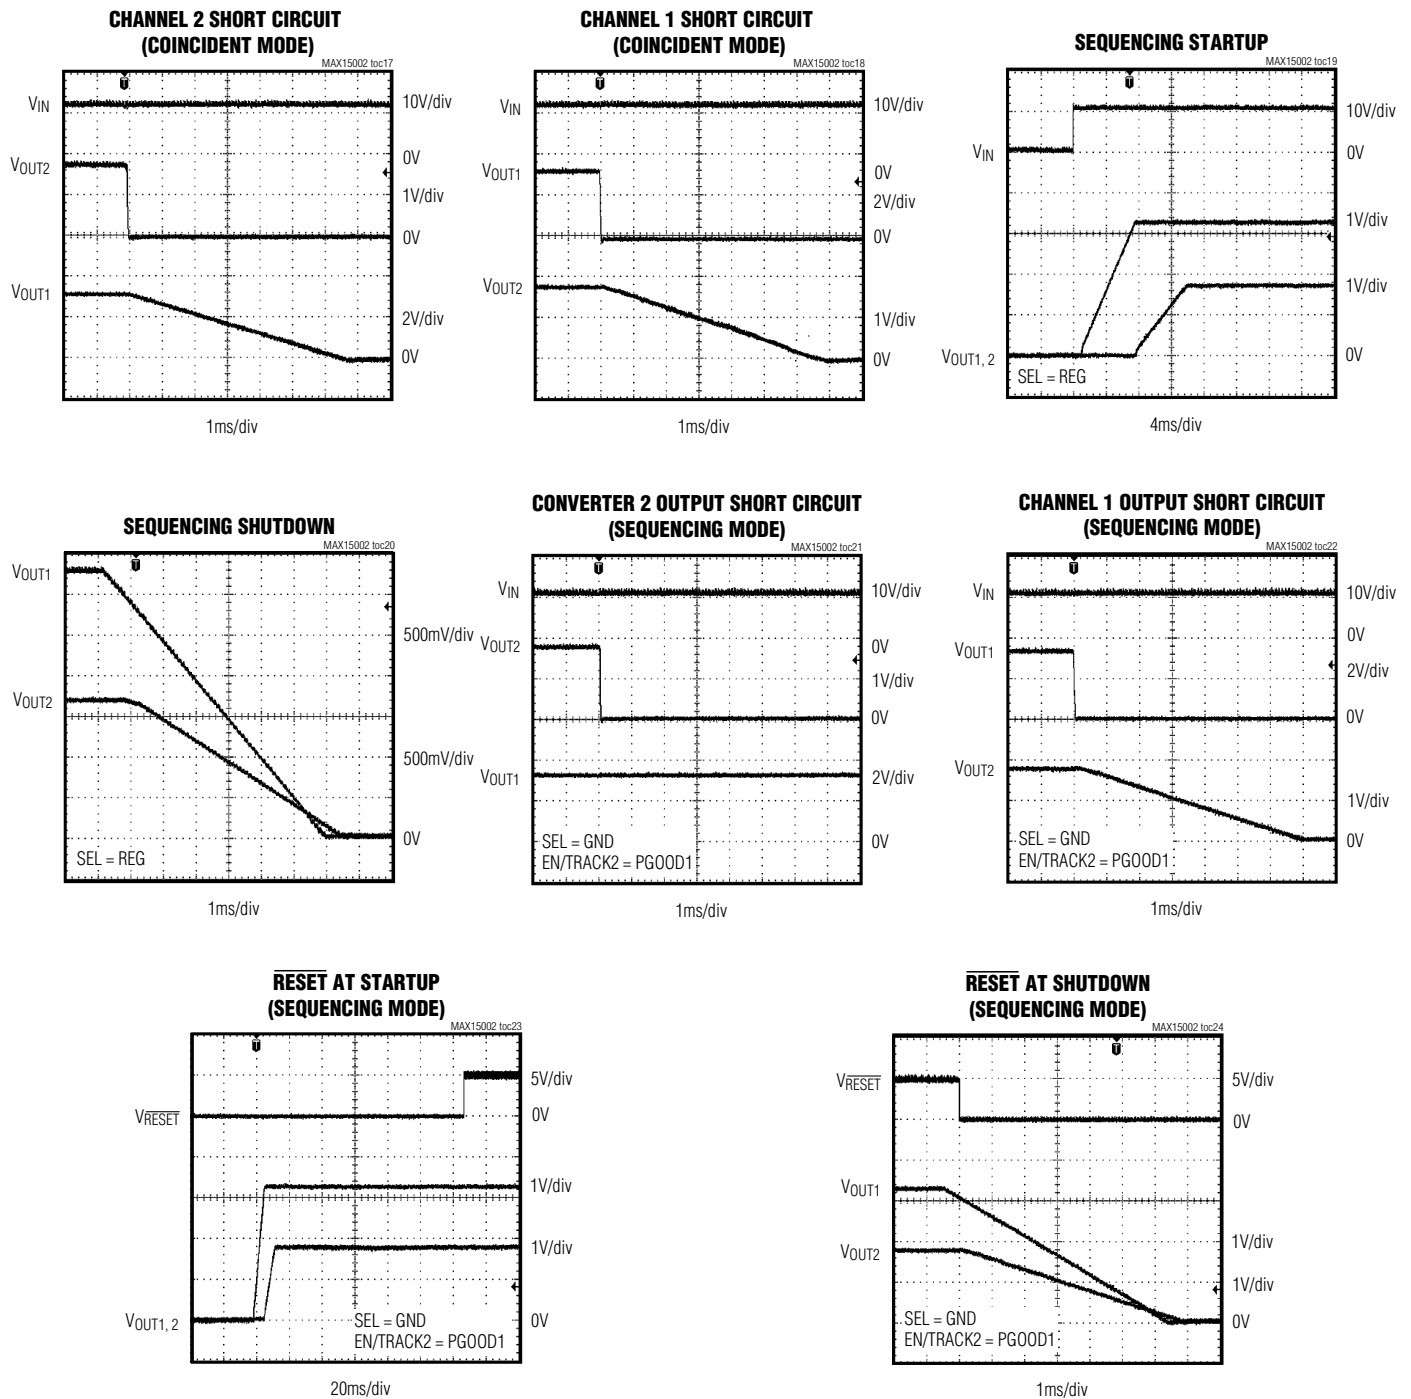 CHANNEL 2 SHORT CIRCUIT
(COINCIDENT MODE)
MAX15002 toc17
VIN
10V/div
VOUT2
0V
1V/div
0V
VOUT1
2V/div
0V
1ms/div
CHANNEL 1 SHORT CIRCUIT
(COINCIDENT MODE)
MAX15002 toc18
VIN
10V/div
VOUT1
0V
2V/div
0V
VOUT2
1V/div
0V
1ms/div
SEQUENCING STARTUP
MAX15002 toc19
10V/div
VIN
0V
1V/div
1V/div
VOUT1, 2
0V
SEL = REG
4ms/div
SEQUENCING SHUTDOWN
MAX15002 toc20
VOUT1
500mV/div
VOUT2
500mV/div
0V
SEL = REG
1ms/div
CONVERTER 2 OUTPUT SHORT CIRCUIT
(SEQUENCING MODE)
MAX15002 toc21
VIN
10V/div
VOUT2
0V
1V/div
0V
VOUT1
2V/div
SEL = GND
0V
EN/TRACK2 = PGOOD1
1ms/div
CHANNEL 1 OUTPUT SHORT CIRCUIT
(SEQUENCING MODE)
MAX15002 toc22
VIN
10V/div
0V
VOUT1
2V/div
0V
VOUT2
1V/div
SEL = GND
0V
EN/TRACK2 = PGOOD1
1ms/div
RESET AT STARTUP
(SEQUENCING MODE)
MAX15002 toc23
5V/div
VRESET
0V
1V/div
1V/div
VOUT1, 2
SEL = GND
0V
EN/TRACK2 = PGOOD1
20ms/div
RESET AT SHUTDOWN
(SEQUENCING MODE)
MAX15002 toc24
VRESET
5V/div
0V
VOUT1
VOUT2
1V/div
1V/div
SEL = GND
0V
EN/TRACK2 = PGOOD1
1ms/div